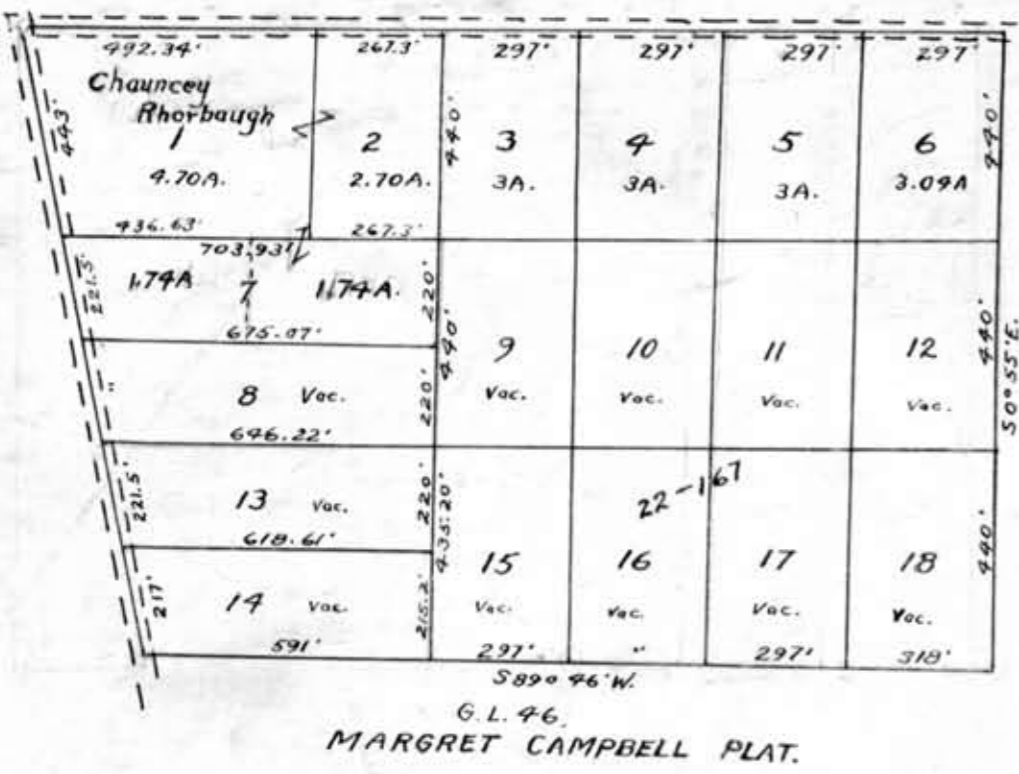 492.34' 267.3' 297' 297' 297' 297'
Chauncey
Rhorbaugh
443' 1 2 440' 3 4 5 6 440'
4.70A. 2.70A. 3A. 3A. 3A. 3.04A
436.63' 267.3'
703.93'
221.5' 1.74A 7 1.74A. 220'
675.07' 440' 9 10 11 12 440' S0°55'E.
" 8 Vac. 220' Vac. Vac. Vac. Vac.
646.22'
22-167
221.5' 13 Vac. 220'
618.61' 435.20' 15 16 17 18 440'
217' 14 Vac. 215.2' Vac. Vac. Vac. Vac.
591' 297' " 297' 318'
S89°46'W.
G.L. 46.
MARGRET CAMPBELL PLAT.